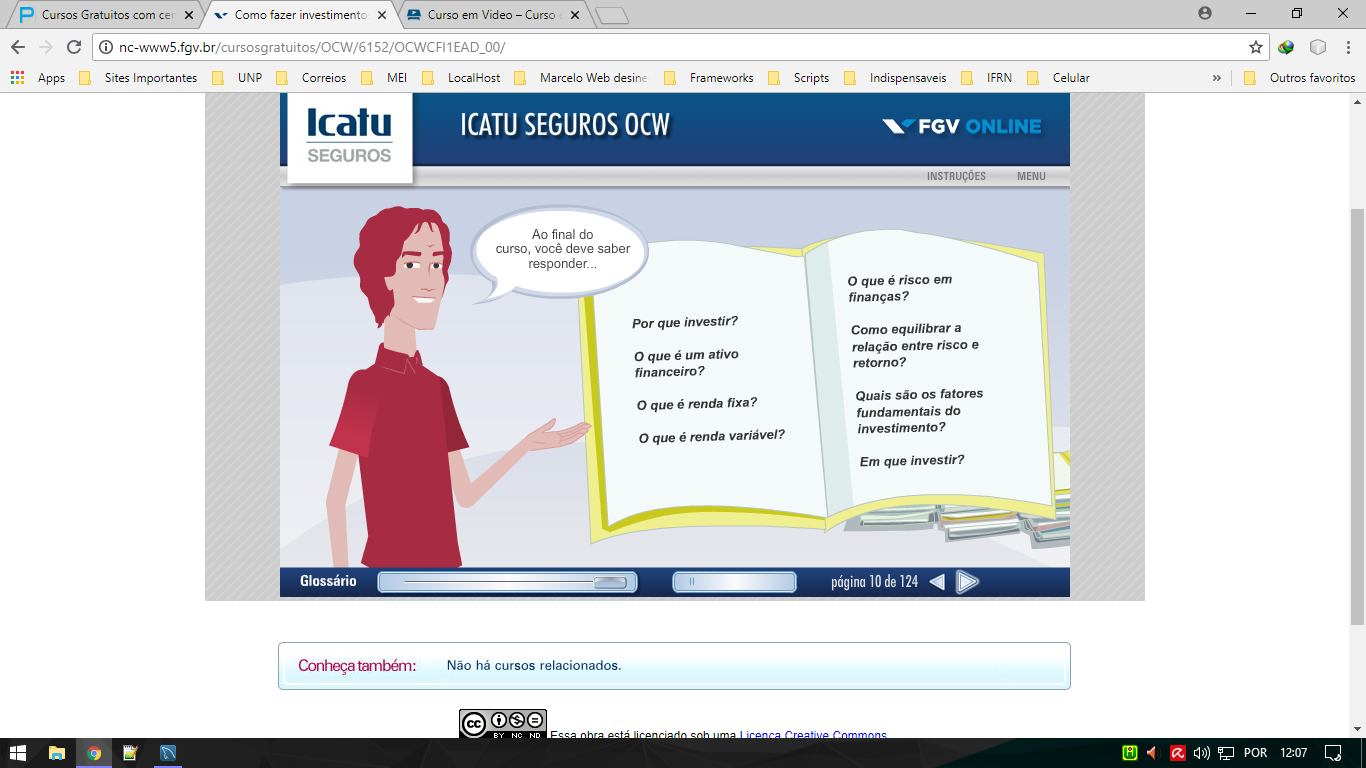 Cursos Gratuitos com cer
Como fazer investimento
Curso em Video – Curso
nc-www5.fgv.br/cursosgratuitos/OCW/6152/OCWCFI1EAD_00/
Apps Sites Importantes UNP Correios MEI LocalHost Marcelo Web desine Frameworks Scripts Indispensaveis IFRN Celular » Outros favoritos
Icatu
SEGUROS
ICATU SEGUROS OCW
FGV ONLINE
INSTRUÇÕES MENU
Ao final do
curso, você deve saber
responder...
Por que investir?
O que é um ativo
financeiro?
O que é renda fixa?
O que é renda variável?
O que é risco em
finanças?
Como equilibrar a
relação entre risco e
retorno?
Quais são os fatores
fundamentais do
investimento?
Em que investir?
Glossário
página 10 de 124
Conheça também:
Não há cursos relacionados.
cc
BY NC ND
Essa obra está licenciado sob uma Licença Creative Commons
POR 12:07